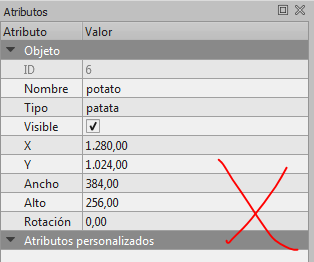 Atributos
Atributo Valor
Objeto
ID 6
Nombre potato
Tipo patata
Visible
X 1.280,00
Y 1.024,00
Ancho 384,00
Alto 256,00
Rotación 0,00
Atributos personalizados